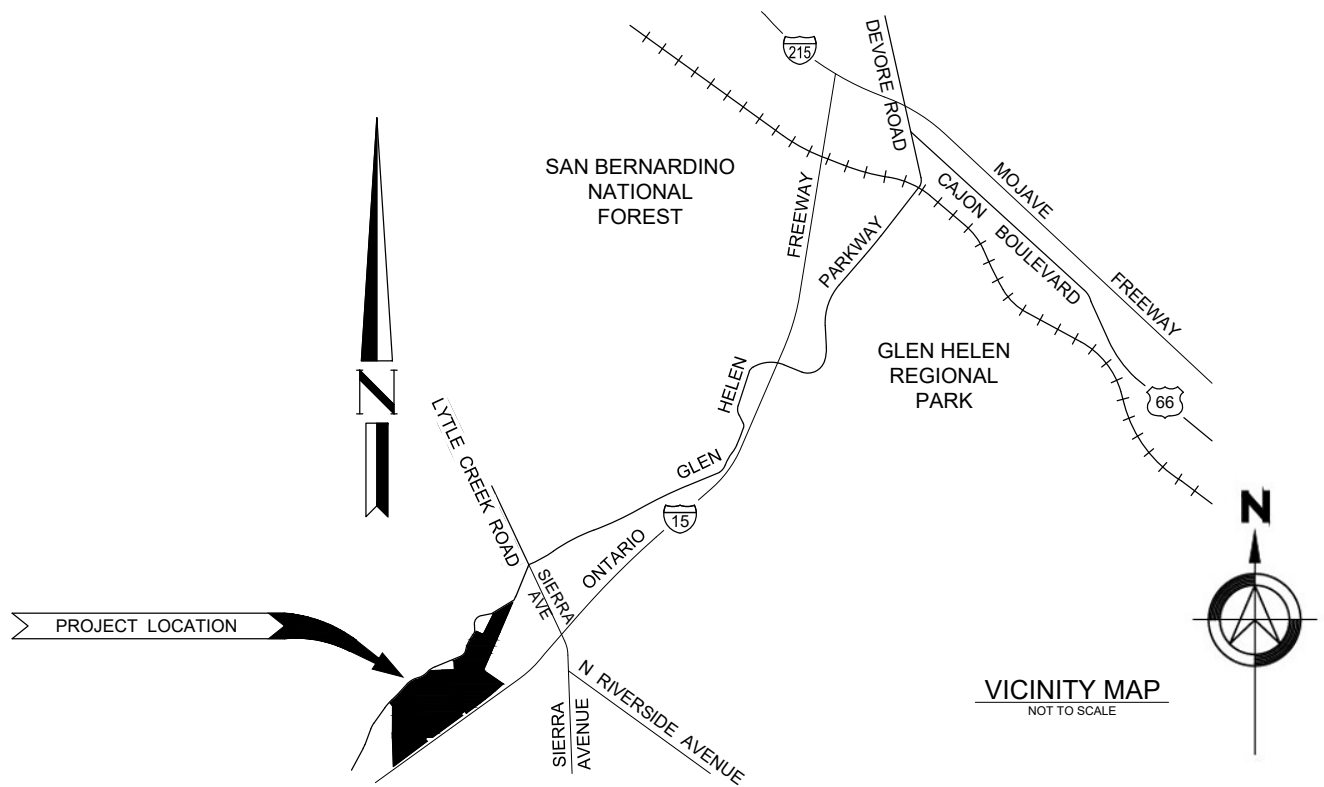 215
DEVORE ROAD
SAN BERNARDINO
NATIONAL
FOREST
MOJAVE
FREEWAY
CAJON BOULEVARD
FREEWAY
PARKWAY
GLEN HELEN
REGIONAL
PARK
HELEN
66
N
LYTLE CREEK ROAD
GLEN
15
N
ONTARIO
SIERRA
AVE
PROJECT LOCATION
N RIVERSIDE AVENUE
VICINITY MAP
NOT TO SCALE
SIERRA
AVENUE